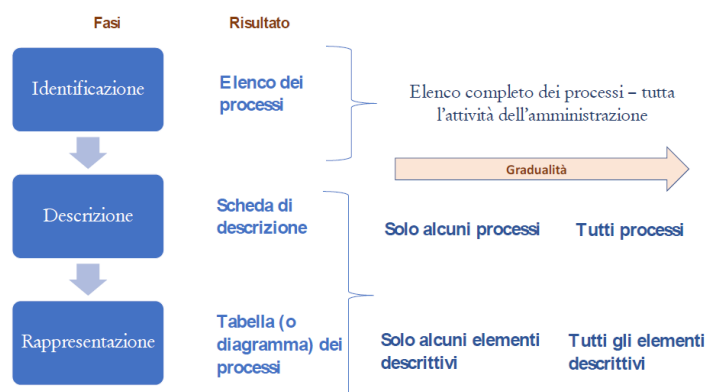 Fasi
Risultato
Identificazione
Elenco dei
processi
Elenco completo dei processi – tutta
l'attività dell'amministrazione
Gradualità
Descrizione
Scheda di
descrizione
Solo alcuni processi
Tutti processi
Rappresentazione
Tabella (o
diagramma) dei
processi
Solo alcuni elementi
descrittivi
Tutti gli elementi
descrittivi